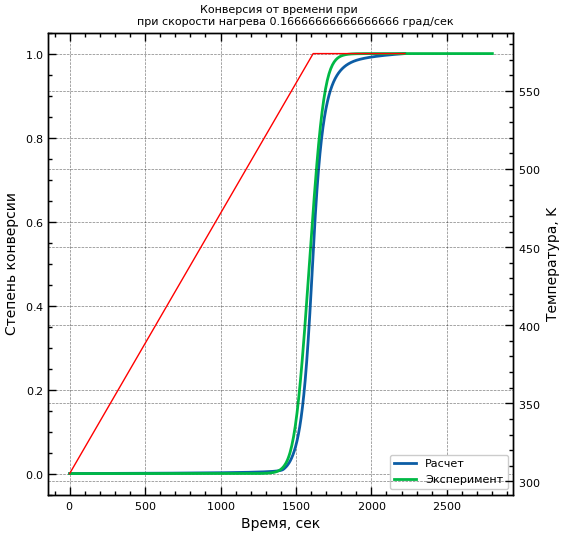 Конверсия от времени при
при скорости нагрева 0.16666666666666666 град/сек
1.0
0.8
0.6
0.4
0.2
0.0
Степень конверсии
550
500
450
400
350
300
Температура, K
Расчет
Эксперимент
0 500 1000 1500 2000 2500
Время, сек